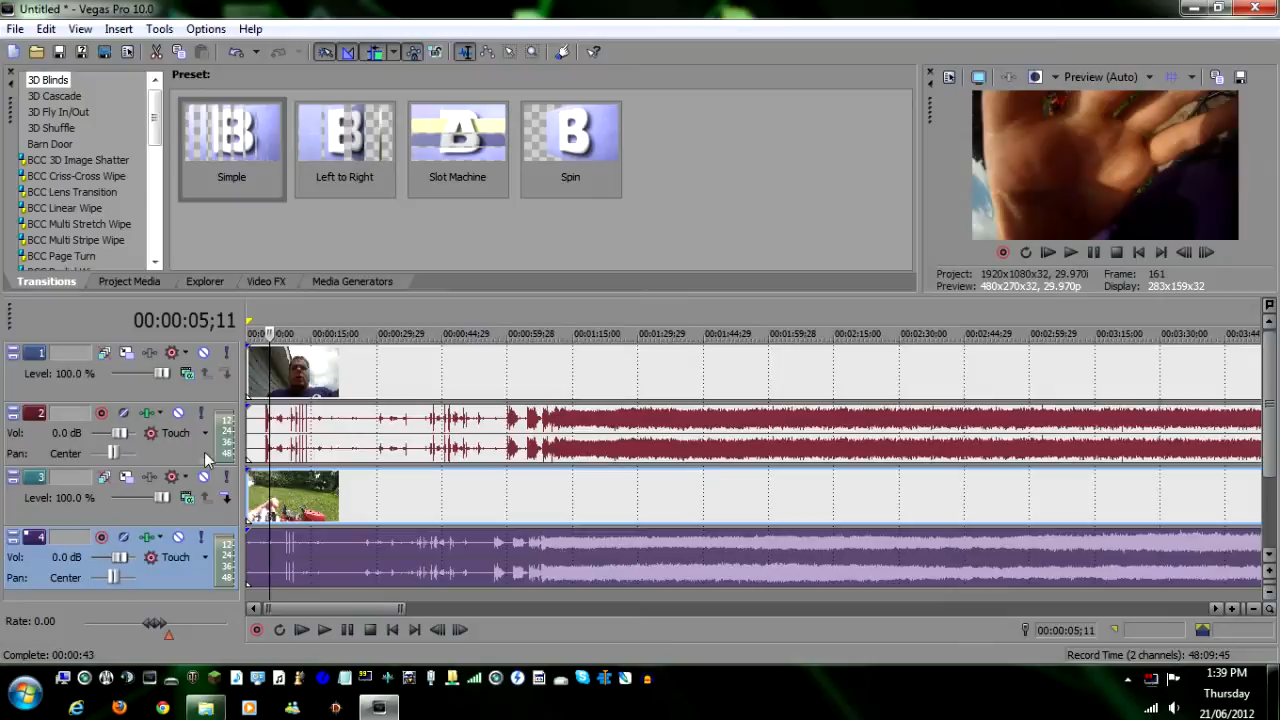 Untitled * - Vegas Pro 10.0
File Edit View Insert Tools Options Help
3D Blinds
3D Cascade
3D Fly In/Out
3D Shuffle
Barn Door
BCC 3D Image Shatter
BCC Criss-Cross Wipe
BCC Lens Transition
BCC Linear Wipe
BCC Multi Stretch Wipe
BCC Multi Stripe Wipe
BCC Page Turn
Preset:
Simple Left to Right Slot Machine Spin
Preview (Auto)
Project: 1920x1080x32, 29.970i Frame: 161
Preview: 480x270x32, 29.970p Display: 283x159x32
Transitions Project Media Explorer Video FX Media Generators
00:00:05;11
00:00:15;00 00:00:29;29 00:00:44;29 00:00:59;28 00:01:15;00 00:01:29;29 00:01:44;29 00:01:59;28 00:02:15;00 00:02:30;00 00:02:44;29 00:02:59;29 00:03:15;00 00:03:30;00 00:03:44
1
Level: 100.0 %
2
Vol: 0.0 dB Touch
Pan: Center
12
24
36
48
3
Level: 100.0 %
4
Vol: 0.0 dB Touch
Pan: Center
12
24
36
48
Rate: 0.00
00:00:05;11
Complete: 00:00:43
Record Time (2 channels): 48:09:45
1:39 PM
Thursday
21/06/2012